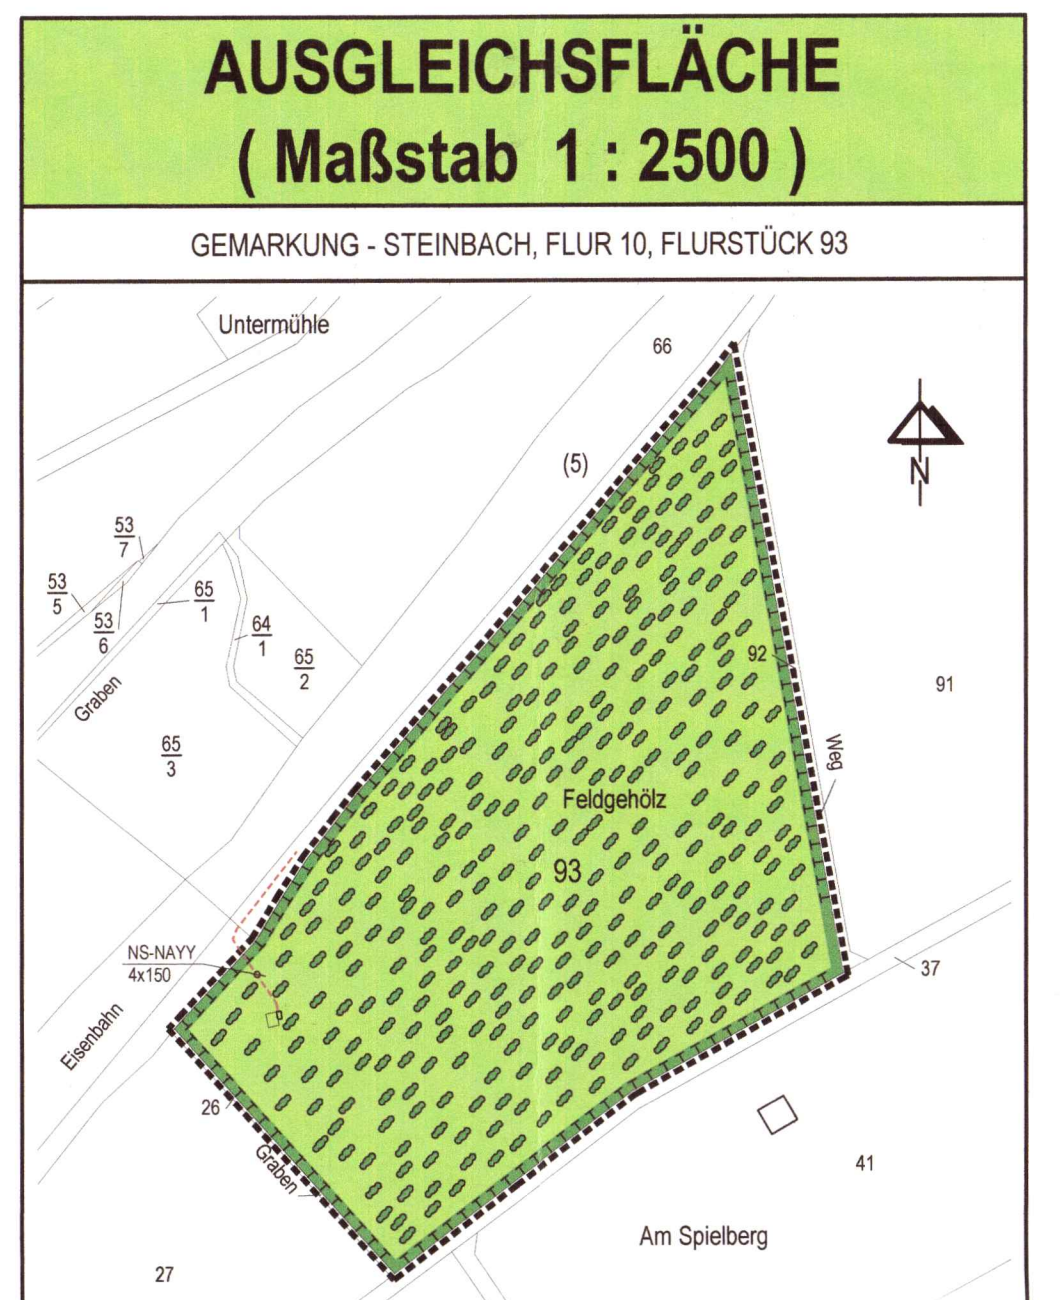 AUSGLEICHSFLÄCHE
( Maßstab 1 : 2500 )
GEMARKUNG - STEINBACH, FLUR 10, FLURSTÜCK 93
Untermühle
66
(5)
N
53
7
53
5
53
6
65
1
64
1
65
2
92
91
Graben
65
3
Weg
Feldgehölz
93
NS-NAYY
4x150
37
Eisenbahn
26
Graben
41
Am Spielberg
27